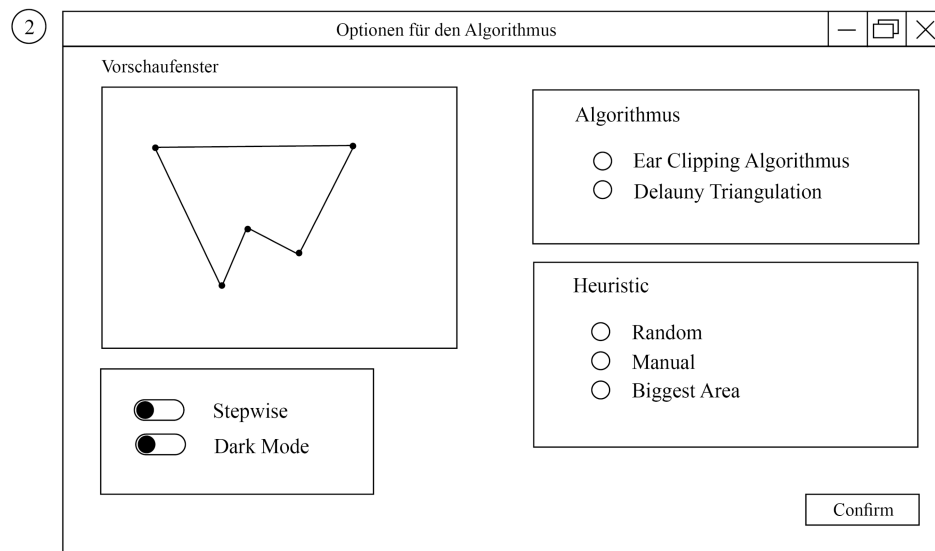 2
Optionen für den Algorithmus
Vorschaufenster
Algorithmus
Ear Clipping Algorithmus
Delauny Triangulation
Heuristic
Random
Manual
Biggest Area
Stepwise
Dark Mode
Confirm